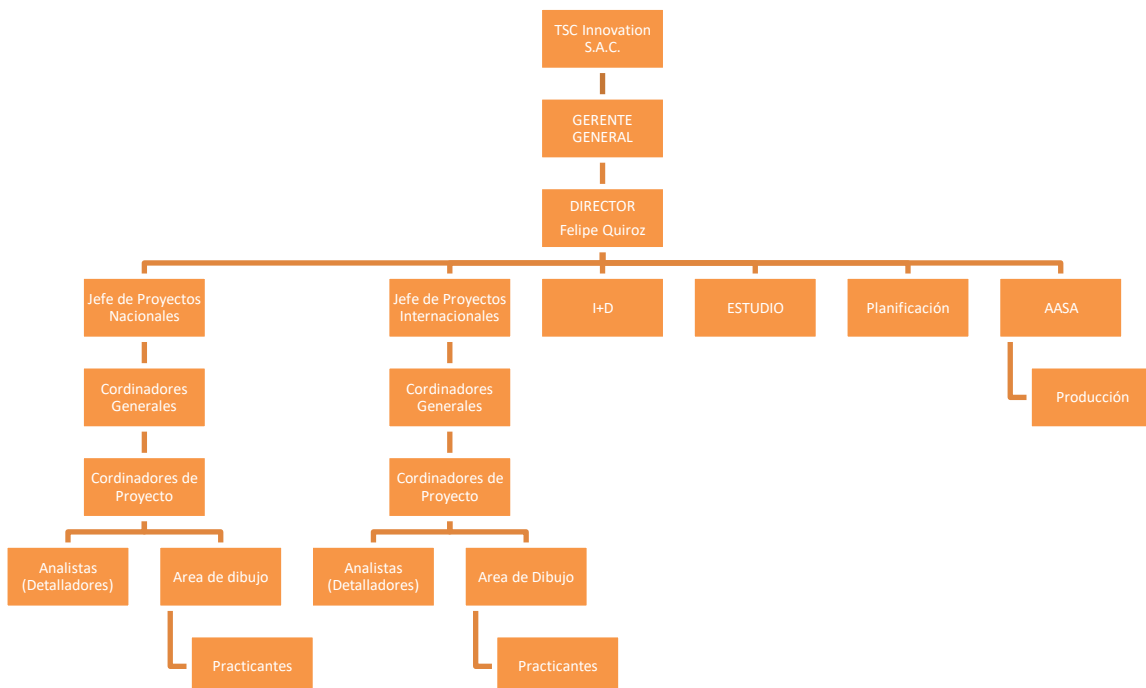 TSC Innovation
S.A.C.
GERENTE
GENERAL
DIRECTOR
Felipe Quiroz
Jefe de Proyectos
Nacionales
Jefe de Proyectos
Internacionales
I+D
ESTUDIO
Planificación
AASA
Cordinadores
Generales
Cordinadores
Generales
Producción
Cordinadores de
Proyecto
Cordinadores de
Proyecto
Analistas
(Detalladores)
Area de dibujo
Analistas
(Detalladores)
Area de Dibujo
Practicantes
Practicantes